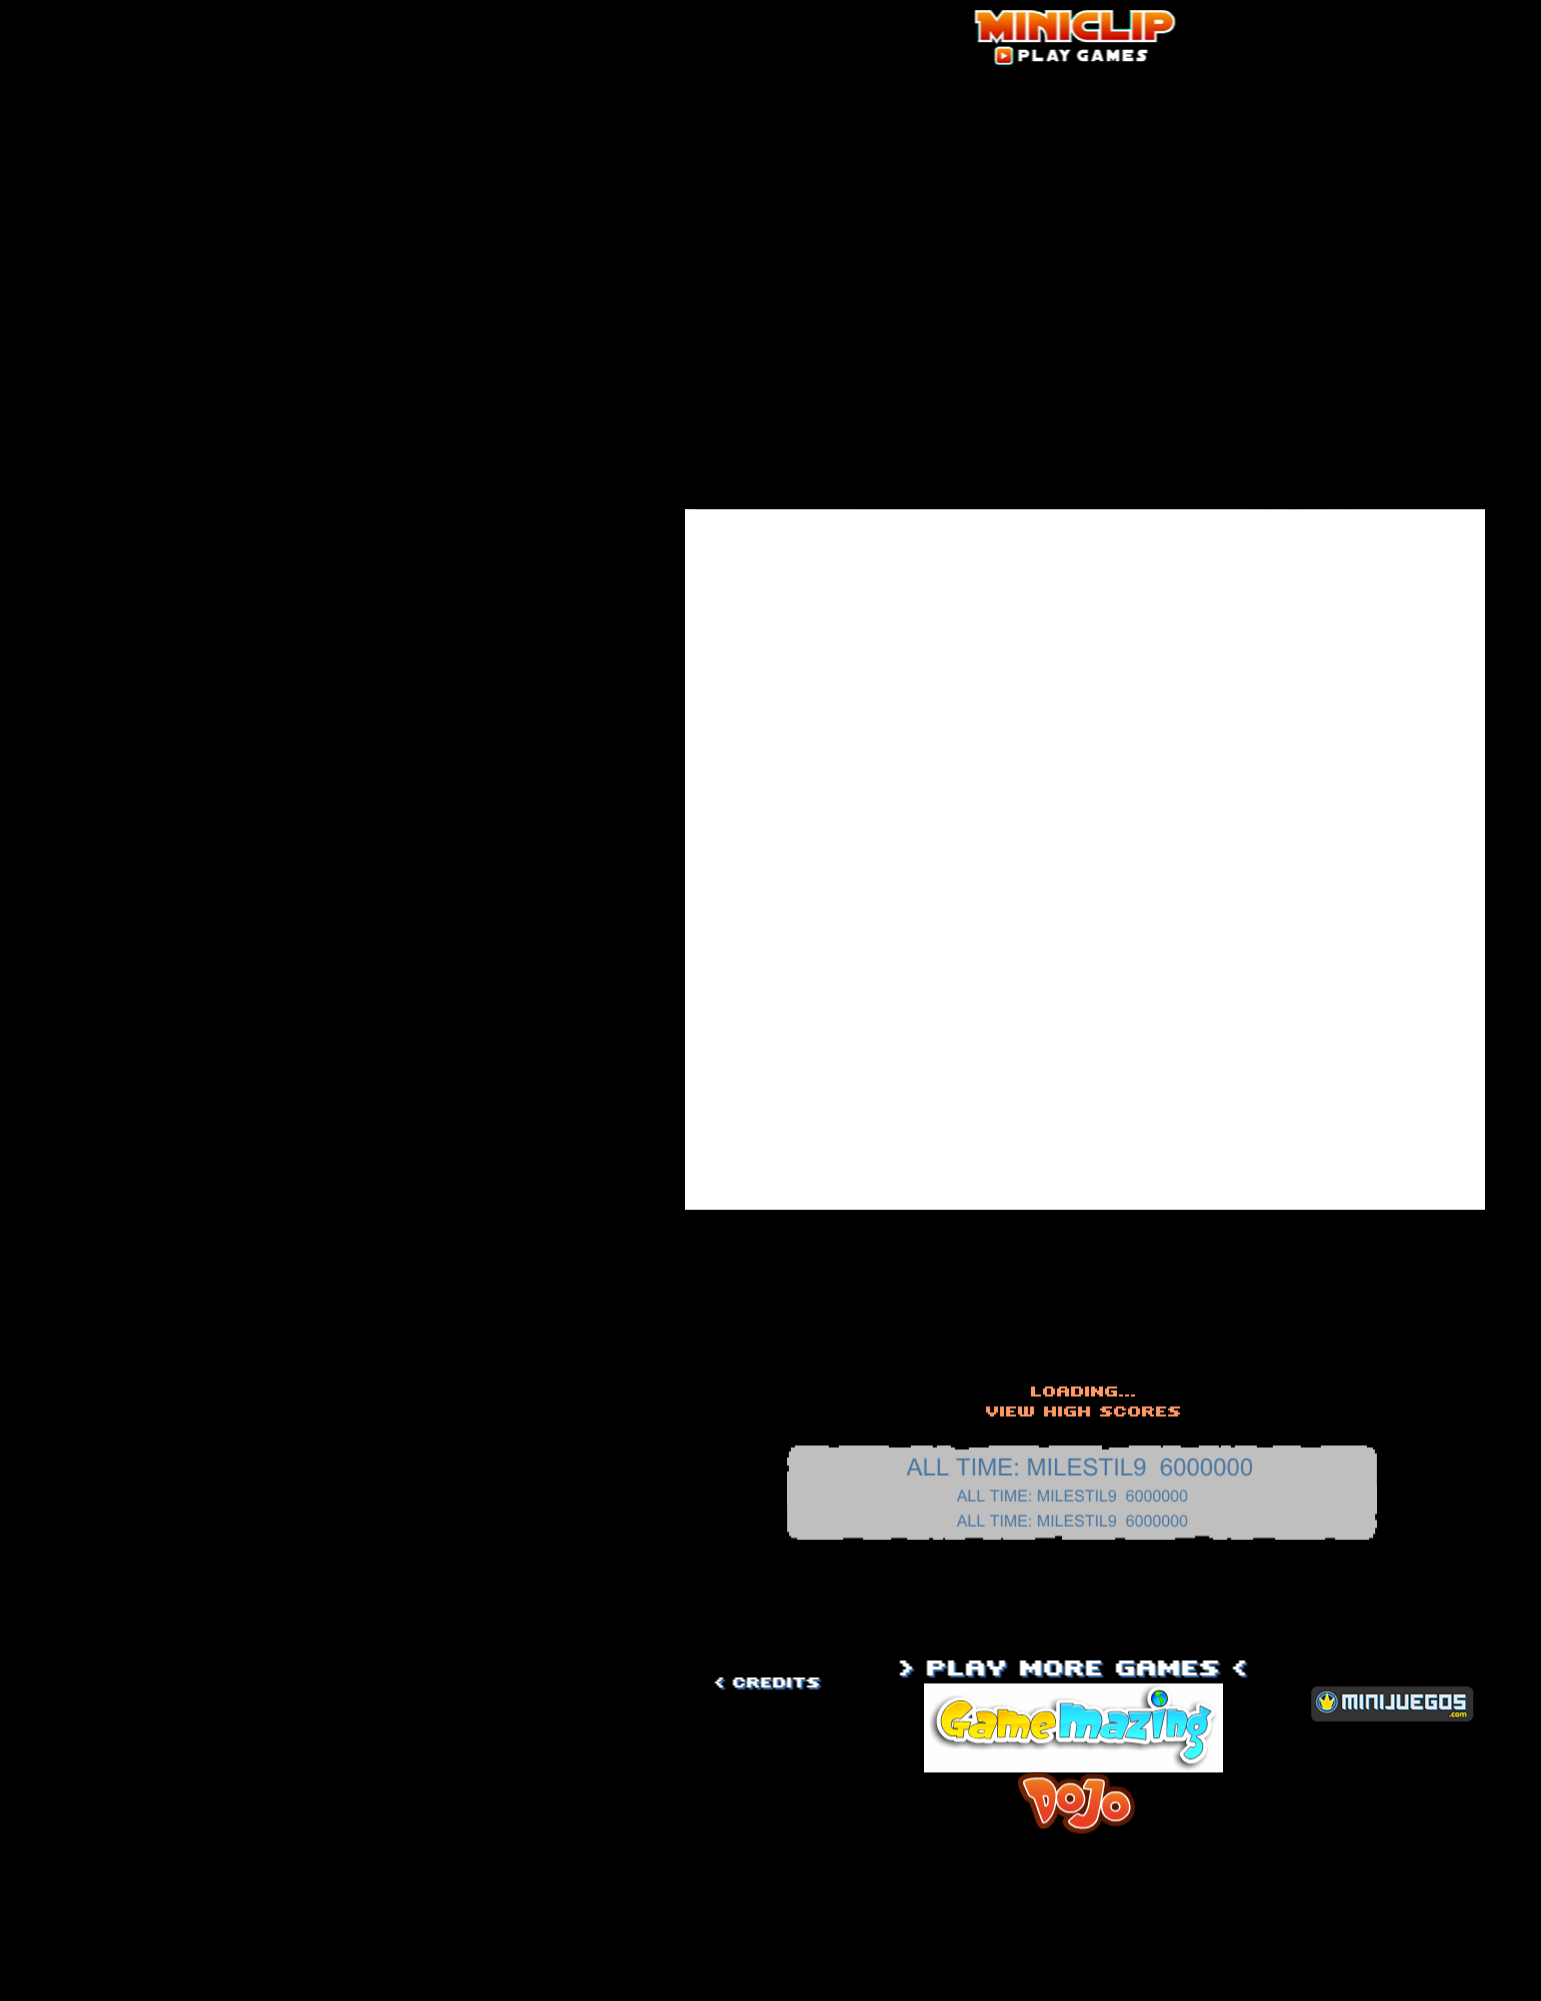 MINICLIP
PLAY GAMES
LOADING...
VIEW HIGH SCORES
ALL TIME: MILESTIL9 6000000
ALL TIME: MILESTIL9 6000000
ALL TIME: MILESTIL9 6000000
> PLAY MORE GAMES <
< CREDITS
GameMazing
MINIJUEGOS
.com
DOJO